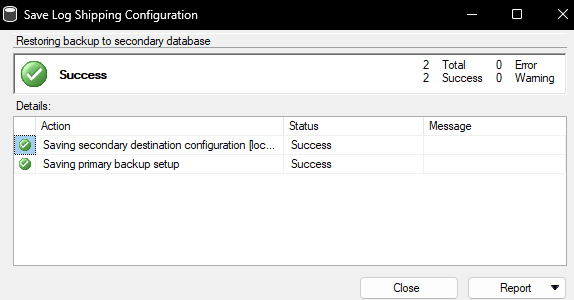 Save Log Shipping Configuration
Restoring backup to secondary database
Success
2 Total 0 Error
2 Success 0 Warning
Details:
Action Status Message
Saving secondary destination configuration [loc... Success
Saving primary backup setup Success
Close Report